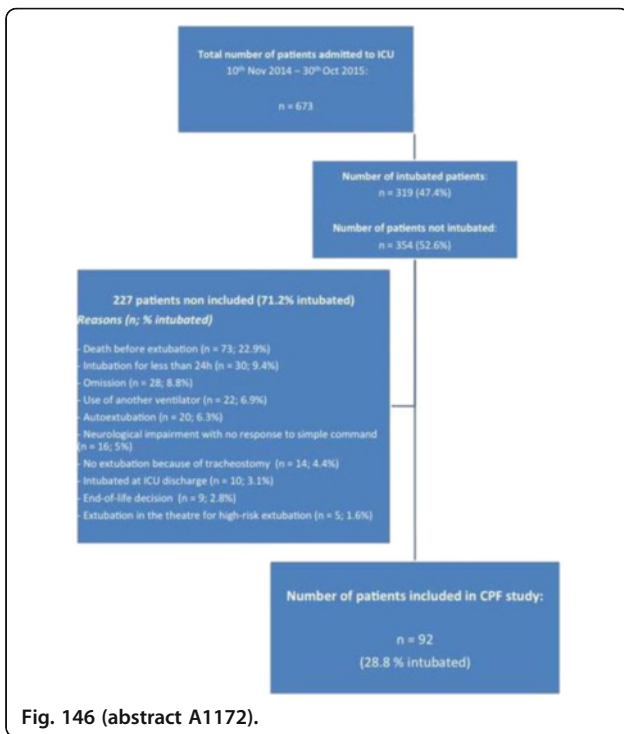 Total number of patients admitted to ICU
10th Nov 2014 – 30th Oct 2015:
n = 673
Number of intubated patients:
n = 319 (47.4%)
Number of patients not intubated:
n = 354 (52.6%)
227 patients non included (71.2% intubated)
Reasons (n; % intubated)
- Death before extubation (n = 73; 22.9%)
- Intubation for less than 24h (n = 30; 9.4%)
- Omission (n = 28; 8.8%)
- Use of another ventilator (n = 22; 6.9%)
- Autoextubation (n = 20; 6.3%)
- Neurological impairment with no response to simple command
(n = 16; 5%)
- No extubation because of tracheostomy (n = 14; 4.4%)
- Intubated at ICU discharge (n = 10; 3.1%)
- End-of-life decision (n = 9; 2.8%)
- Extubation in the theatre for high-risk extubation (n = 5; 1.6%)
Number of patients included in CPF study:
n = 92
(28.8 % intubated)
Fig. 146 (abstract A1172).